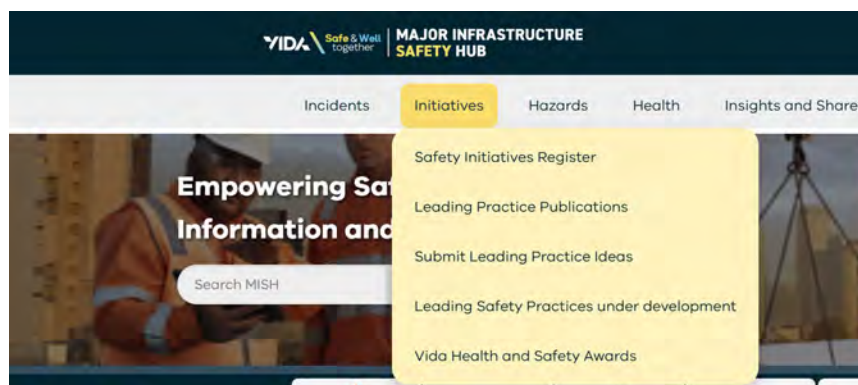 VIDA Safe & Well together MAJOR INFRASTRUCTURE SAFETY HUB
Incidents Initiatives Hazards Health Insights and Share
Empowering Saf
Information and
Search MISH
Safety Initiatives Register
Leading Practice Publications
Submit Leading Practice Ideas
Leading Safety Practices under development
Vida Health and Safety Awards